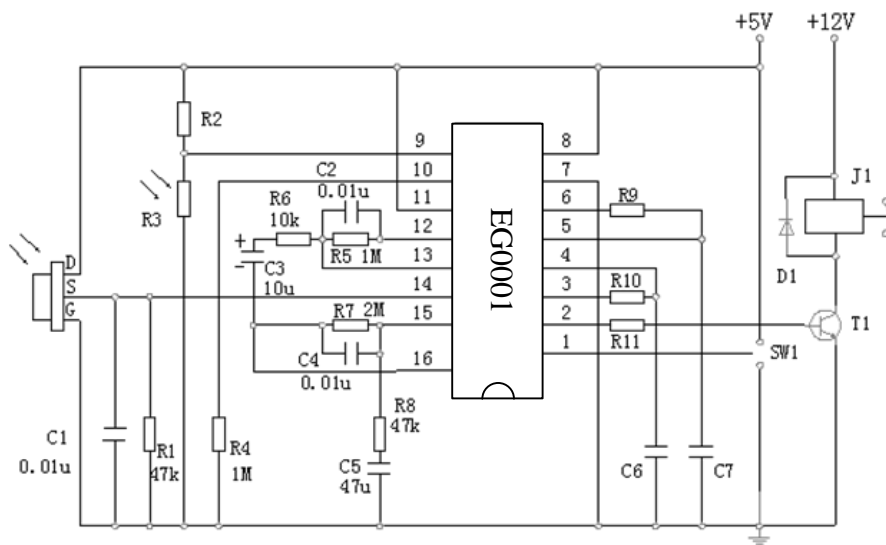 +5V +12V
R2
9 8
10 7
C2
0.01u
11 6 R9
R6
10k
12 5
R3
J1
EG0001
R5 1M
13 4
C3
10u
D1
D
S
G
14 3 R10
R7 2M
15 2 R11
T1
C4
0.01u
16 1 SW1
R8
47k
C1
0.01u
R1
47k
R4
1M
C5
47u
C6 C7
+
-